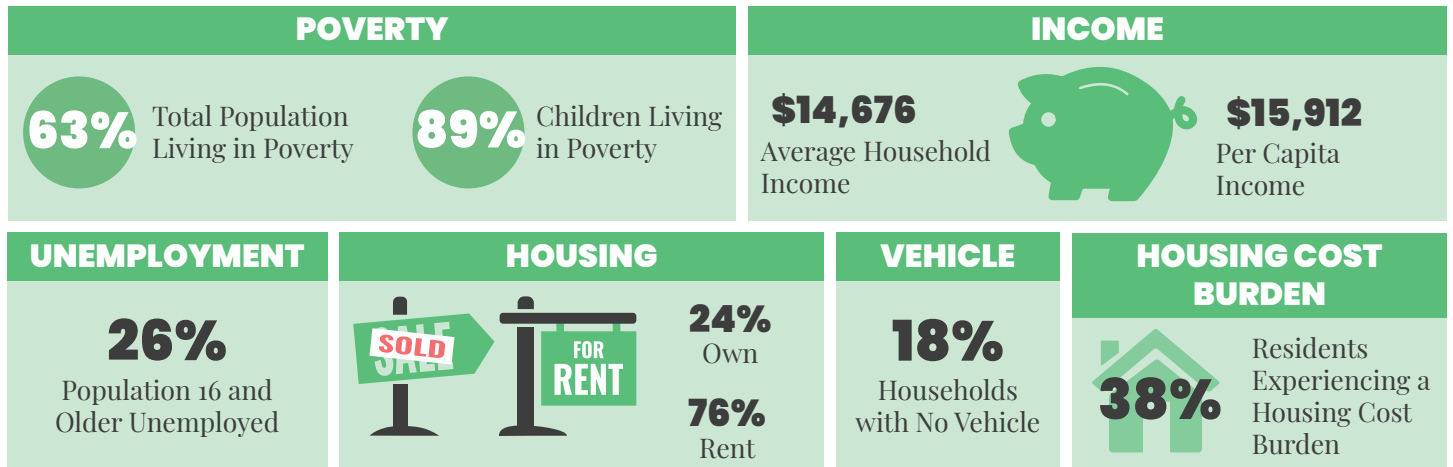 POVERTY
63%
Total Population
Living in Poverty
89%
Children Living
in Poverty
INCOME
$14,676
Average Household
Income
$15,912
Per Capita
Income
UNEMPLOYMENT
26%
Population 16 and
Older Unemployed
HOUSING
SALE
SOLD
FOR
RENT
24%
Own
76%
Rent
VEHICLE
18%
Households
with No Vehicle
HOUSING COST
BURDEN
38%
Residents
Experiencing a
Housing Cost
Burden